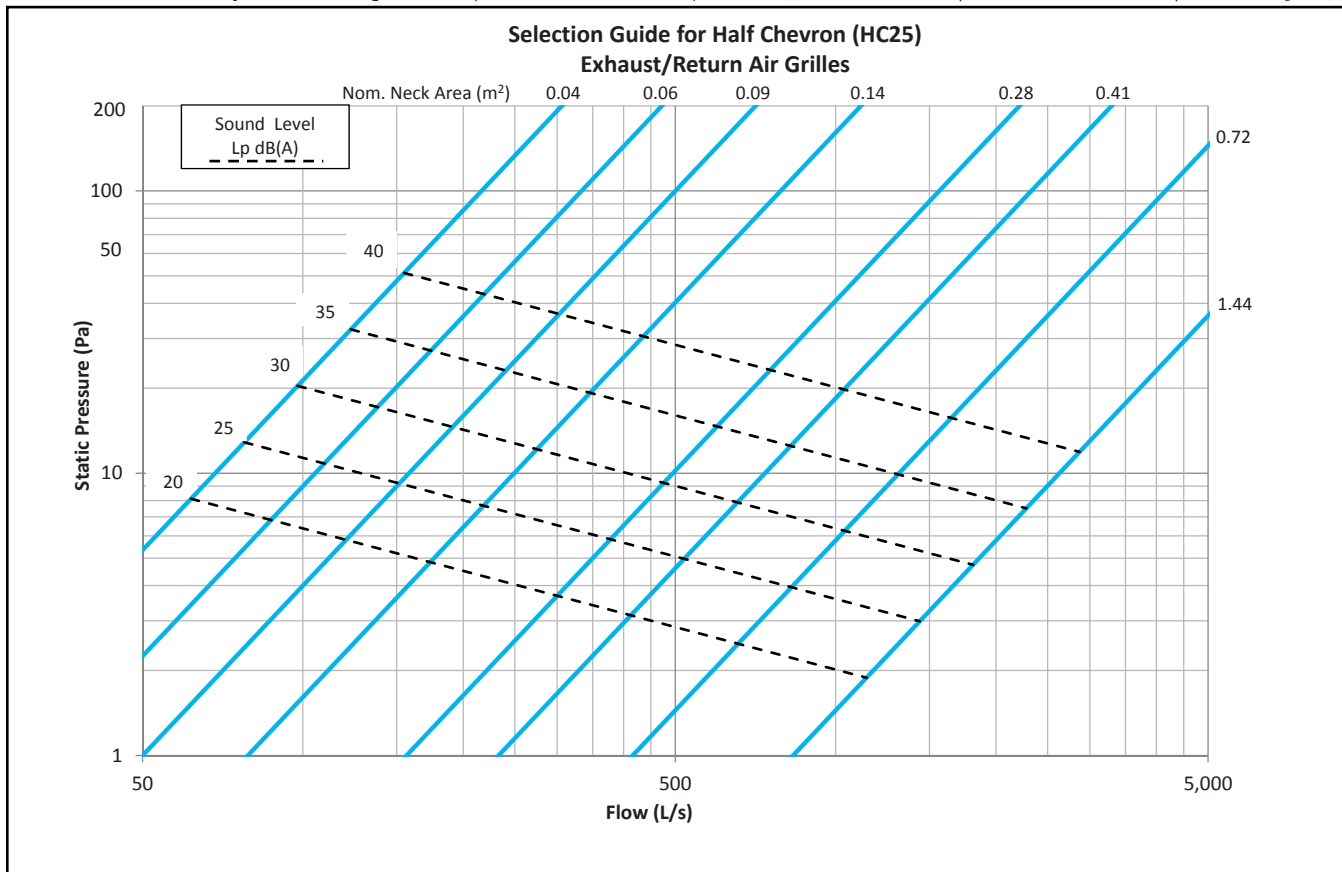 Selection Guide for Half Chevron (HC25)
Exhaust/Return Air Grilles
Nom. Neck Area (m²) 0.04 0.06 0.09 0.14 0.28 0.41
0.72
1.44
Sound Level
Lp dB(A)
40
35
30
25
20
200
100
50
10
1
Static Pressure (Pa)
50 500 5,000
Flow (L/s)